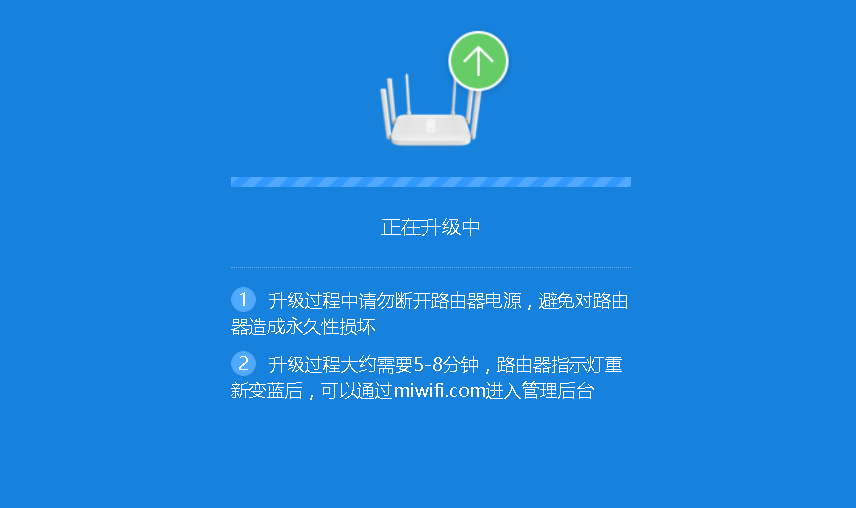 正在升级中
1 升级过程中请勿断开路由器电源，避免对路由
器造成永久性损坏
2 升级过程大约需要5-8分钟，路由器指示灯重
新变蓝后，可以通过miwifi.com进入管理后台